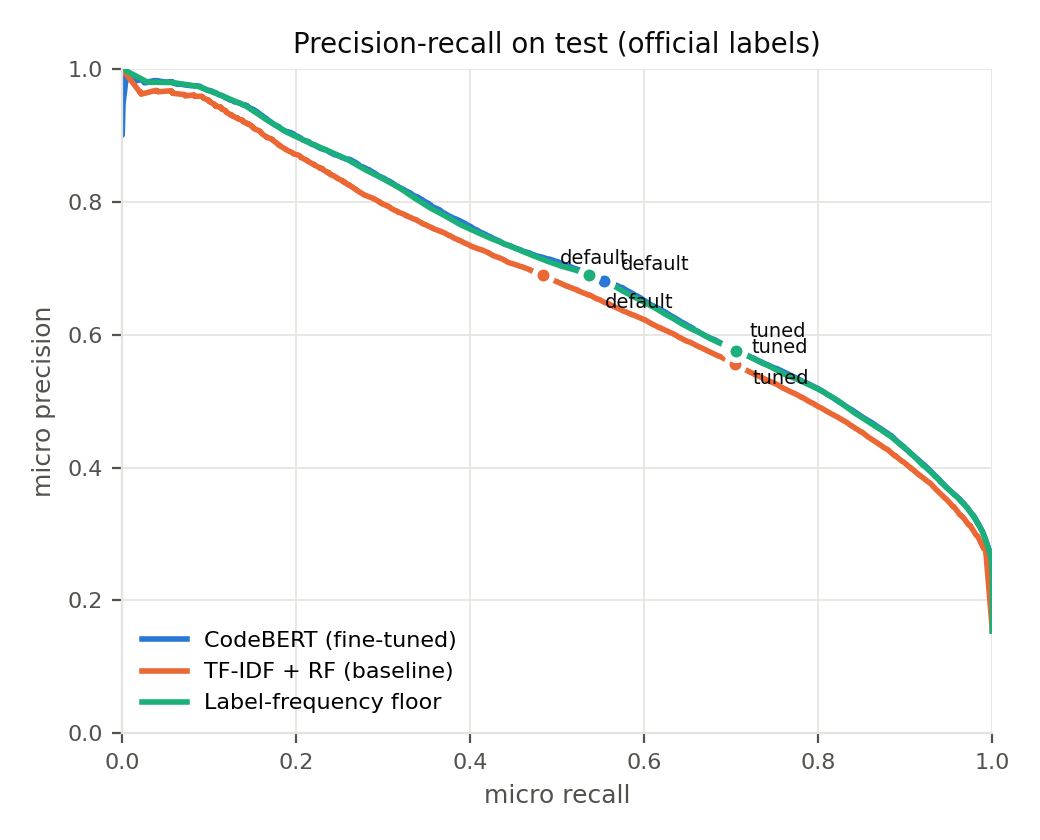 Precision-recall on test (official labels)
1.0
0.8
0.6
0.4
0.2
0.0
micro precision
default
default
default
tuned
tuned
tuned
CodeBERT (fine-tuned)
TF-IDF + RF (baseline)
Label-frequency floor
0.0 0.2 0.4 0.6 0.8 1.0
micro recall